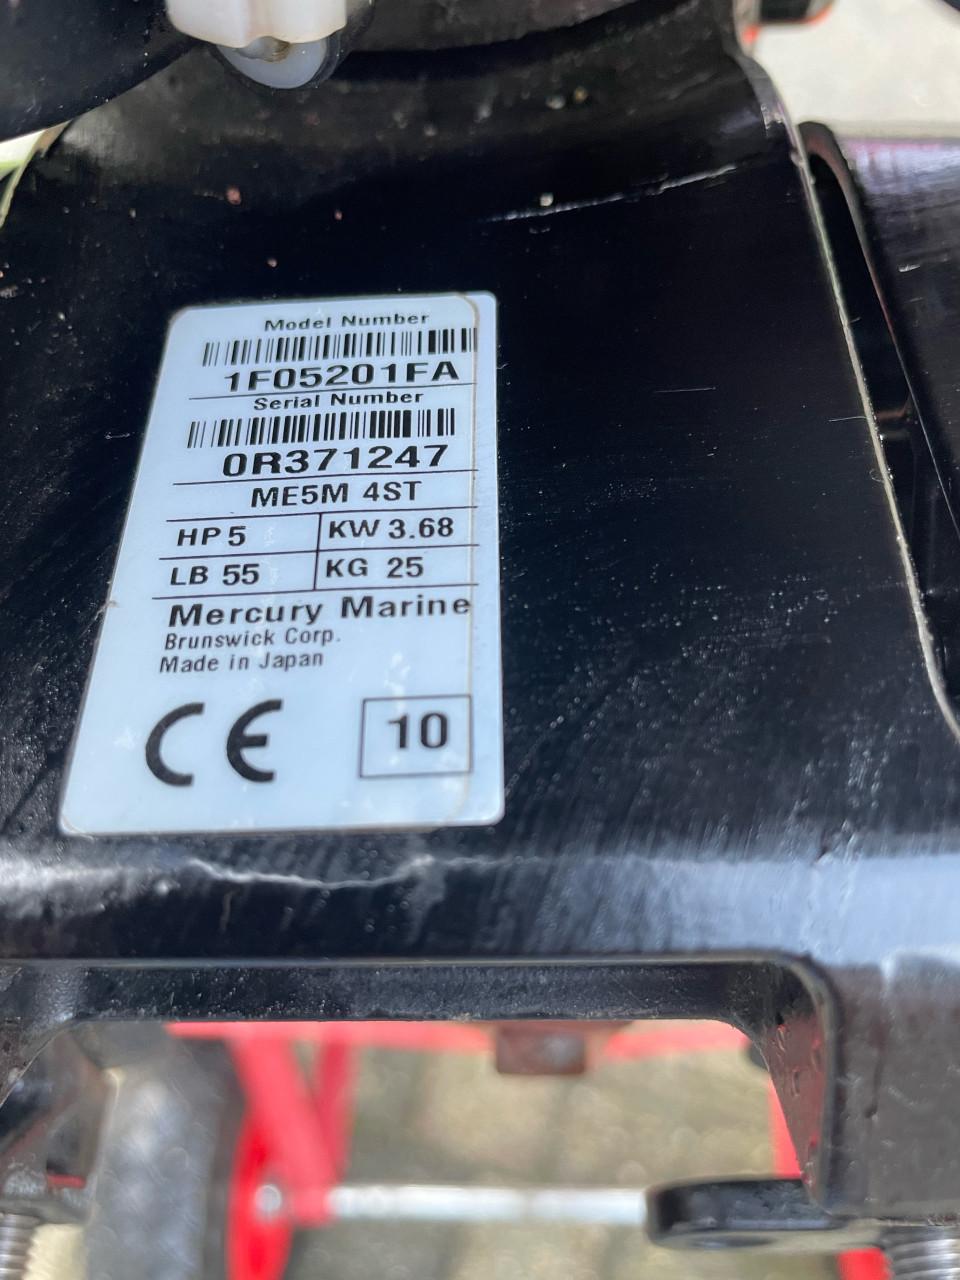 Model Number
1F05201FA
Serial Number
0R371247
ME5M 4ST
HP 5 KW 3.68
LB 55 KG 25
Mercury Marine
Brunswick Corp.
Made in Japan
CE 10